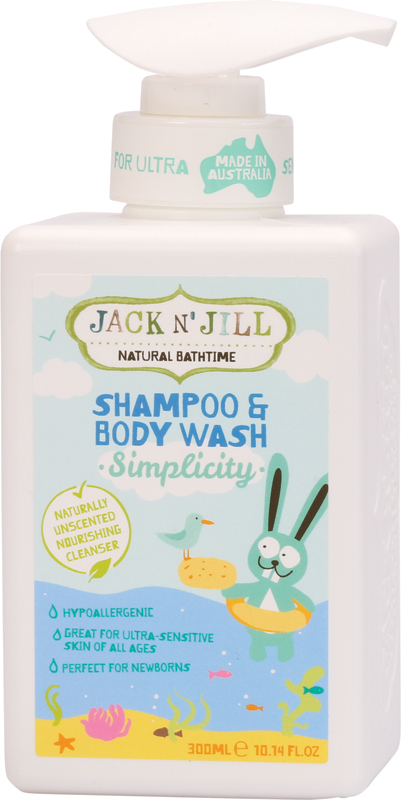 FOR ULTRA
MADE IN
AUSTRALIA
JACK N' JILL
NATURAL BATHTIME
SHAMPOO &
BODY WASH
·Simplicity·
NATURALLY
UNSCENTED
NOURISHING
CLEANSER
HYPOALLERGENIC
GREAT FOR ULTRA-SENSITIVE
SKIN OF ALL AGES
PERFECT FOR NEWBORNS
300ML e 10.14 FL.OZ